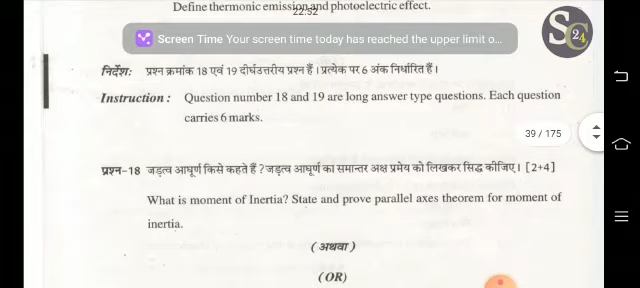 Define thermonic emission and photoelectric effect.
22:52
Screen Time Your screen time today has reached the upper limit o...
SC24
निर्देश: प्रश्न क्रमांक 18 एवं 19 दीर्घउत्तरीय प्रश्न हैं। प्रत्येक पर 6 अंक निर्धारित हैं।
Instruction : Question number 18 and 19 are long answer type questions. Each question
carries 6 marks.
39 / 175
प्रश्न-18 जड़त्व आघूर्ण किसे कहते हैं ? जड़त्व आघूर्ण का समान्तर अक्ष प्रमेय को लिखकर सिद्ध कीजिए। [2+4]
What is moment of Inertia? State and prove parallel axes theorem for moment of
inertia.
(अथवा)
(OR)